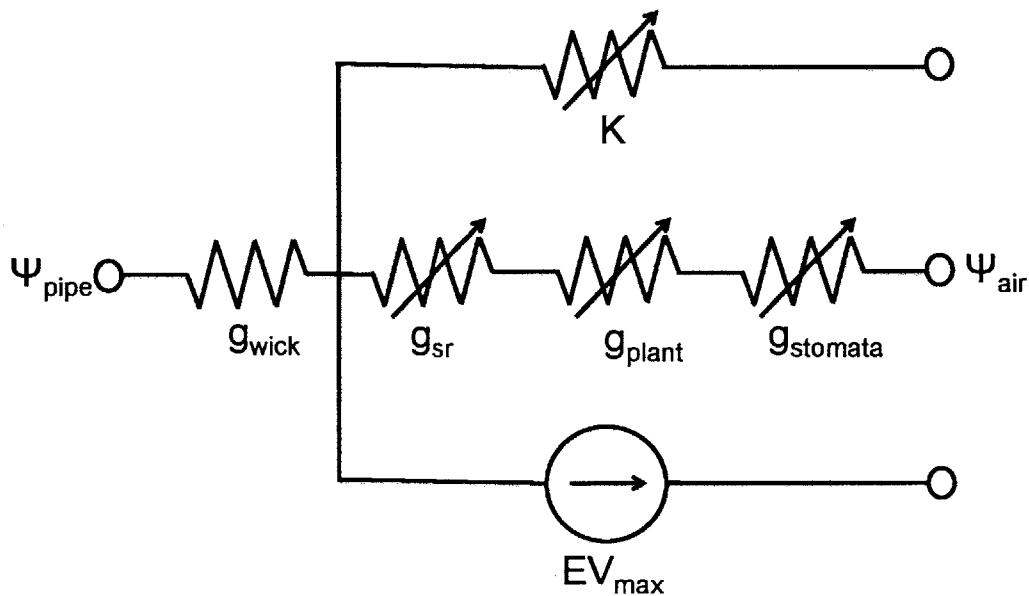 K
Ψpipe
Ψair
gwick
gsr
gplant
gstomata
EVmax